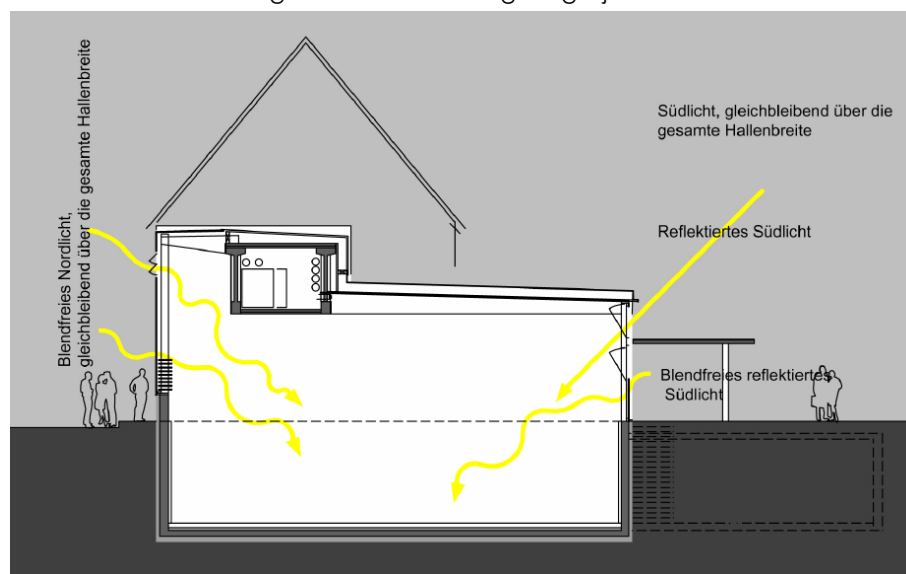 Blendfreies Nordlicht,
gleichbleibend über die gesamte Hallenbreite
Südlicht, gleichbleibend über die
gesamte Hallenbreite
Reflektiertes Südlicht
Blendfreies reflektiertes
Südlicht